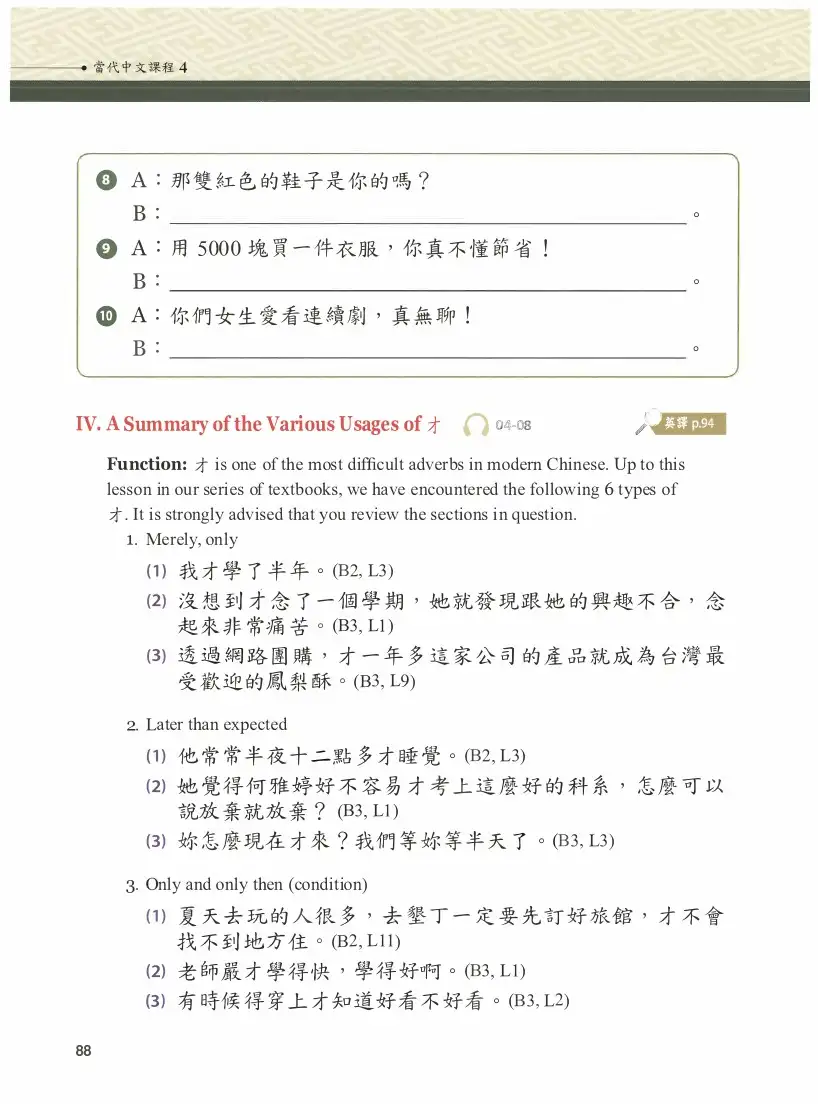 當代中文課程 4
8 A：那雙紅色的鞋子是你的嗎？
B：＿＿＿＿＿＿＿＿＿＿。
9 A：用 5000 塊買一件衣服，你真不懂節省！
B：＿＿＿＿＿＿＿＿＿＿。
10 A：你們女生愛看連續劇，真無聊！
B：＿＿＿＿＿＿＿＿＿＿。
IV. A Summary of the Various Usages of 才 04-08 英譯 p.94
Function: 才 is one of the most difficult adverbs in modern Chinese. Up to this
lesson in our series of textbooks, we have encountered the following 6 types of
才. It is strongly advised that you review the sections in question.
1. Merely, only
(1) 我才學了半年。(B2, L3)
(2) 沒想到才念了一個學期，她就發現跟她的興趣不合，念
起來非常痛苦。(B3, L1)
(3) 透過網路團購，才一年多這家公司的產品就成為台灣最
受歡迎的鳳梨酥。(B3, L9)
2. Later than expected
(1) 他常常半夜十二點多才睡覺。(B2, L3)
(2) 她覺得何雅婷好不容易才考上這麼好的科系，怎麼可以
說放棄就放棄？ (B3, L1)
(3) 妳怎麼現在才來？我們等妳等半天了。(B3, L3)
3. Only and only then (condition)
(1) 夏天去玩的人很多，去墾丁一定要先訂好旅館，才不會
找不到地方住。(B2, L11)
(2) 老師嚴才學得快，學得好啊。(B3, L1)
(3) 有時候得穿上才知道好看不好看。(B3, L2)
88